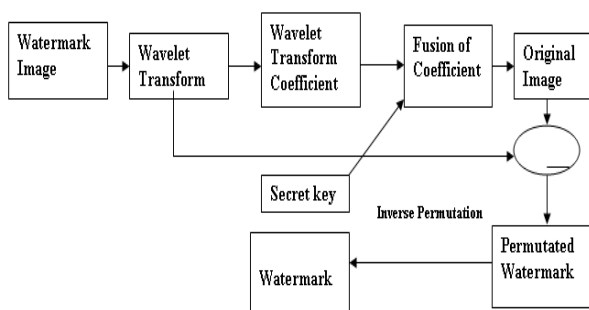 Watermark
Image
Wavelet
Transform
Wavelet
Transform
Coefficient
Fusion of
Coefficient
Original
Image
Secret key
Inverse Permutation
Permutated
Watermark
Watermark